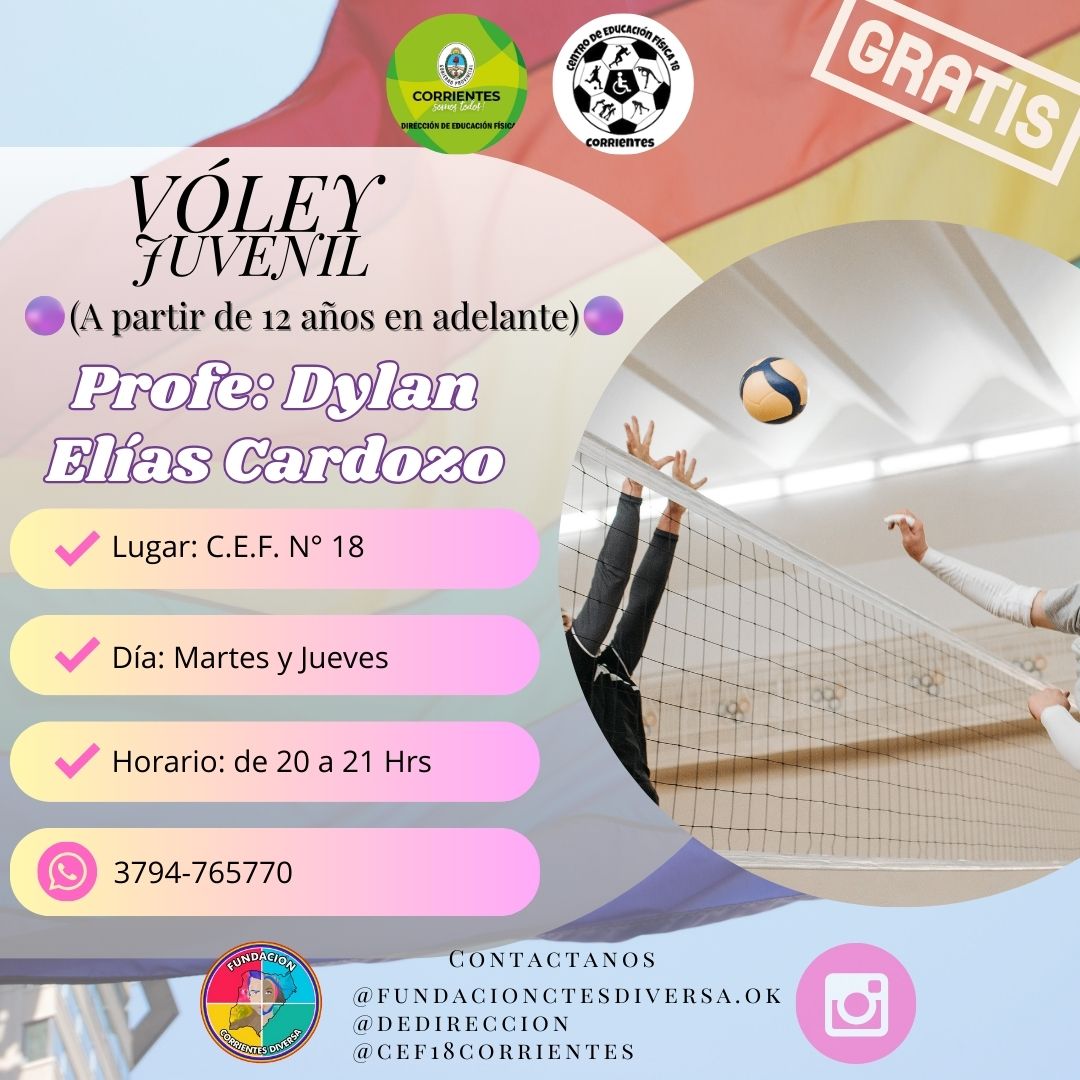 CORRIENTES
somos todos!
DIRECCIÓN DE EDUCACIÓN FÍSICA
CENTRO DE EDUCACIÓN FÍSICA 18
CORRIENTES
GRATIS
VÓLEY
JUVENIL
(A partir de 12 años en adelante)
Profe: Dylan
Elías Cardozo
Lugar: C.E.F. N° 18
Día: Martes y Jueves
Horario: de 20 a 21 Hrs
3794-765770
FUNDACION
CORRIENTES DIVERSA
CONTACTANOS
@FUNDACIONCTESDIVERSA.OK
@DEDIRECCION
@CEF18CORRIENTES